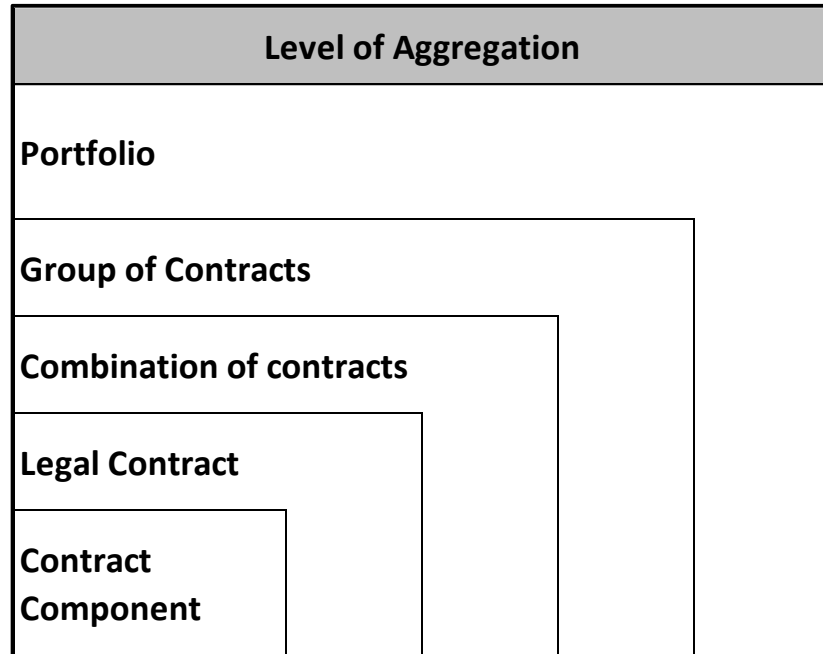 Level of Aggregation
Portfolio
Group of Contracts
Combination of contracts
Legal Contract
Contract
Component